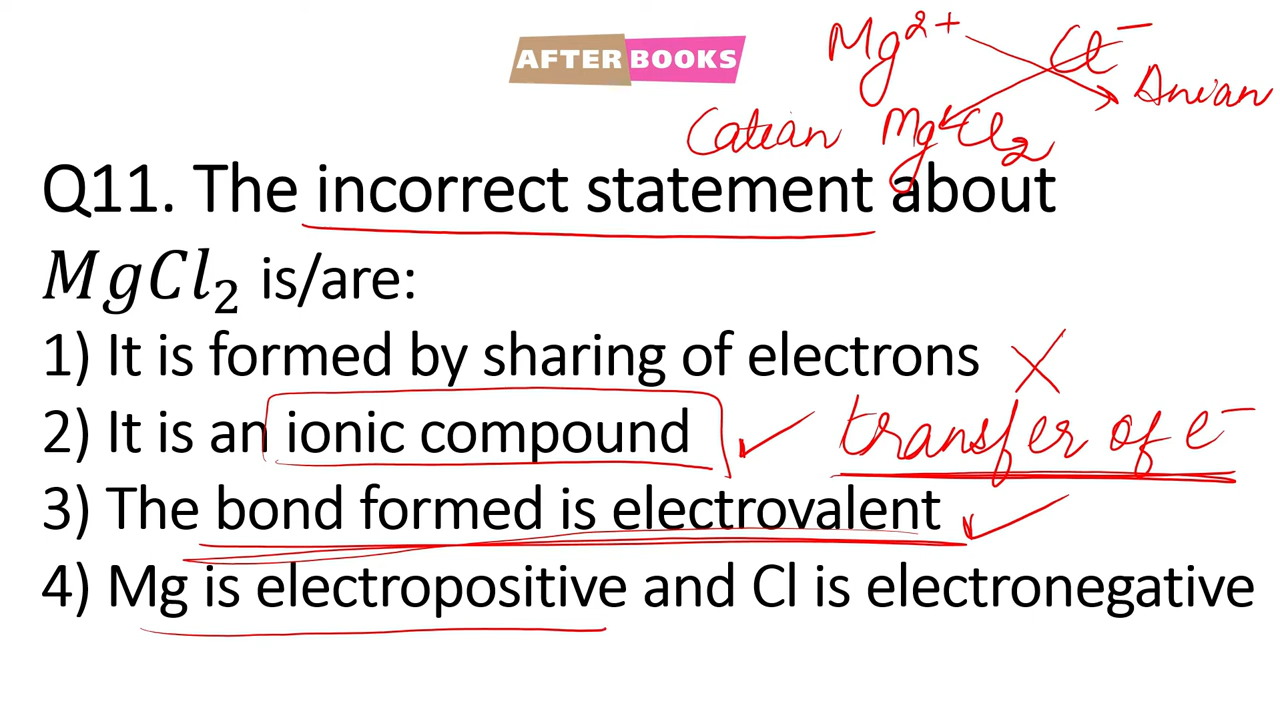 Mg2+ Cl-
AFTER BOOKS
Anian
Catian MgCl2
Q11. The incorrect statement about
MgCl2 is/are:
1) It is formed by sharing of electrons
2) It is an ionic compound transfer of e-
3) The bond formed is electrovalent
4) Mg is electropositive and Cl is electronegative